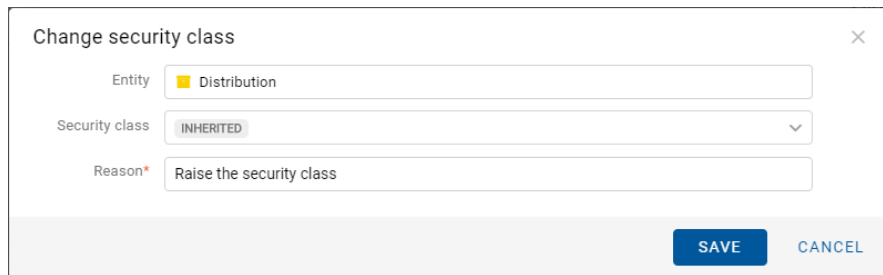 Change security class
Entity Distribution
Security class INHERITED
Reason* Raise the security class
SAVE CANCEL